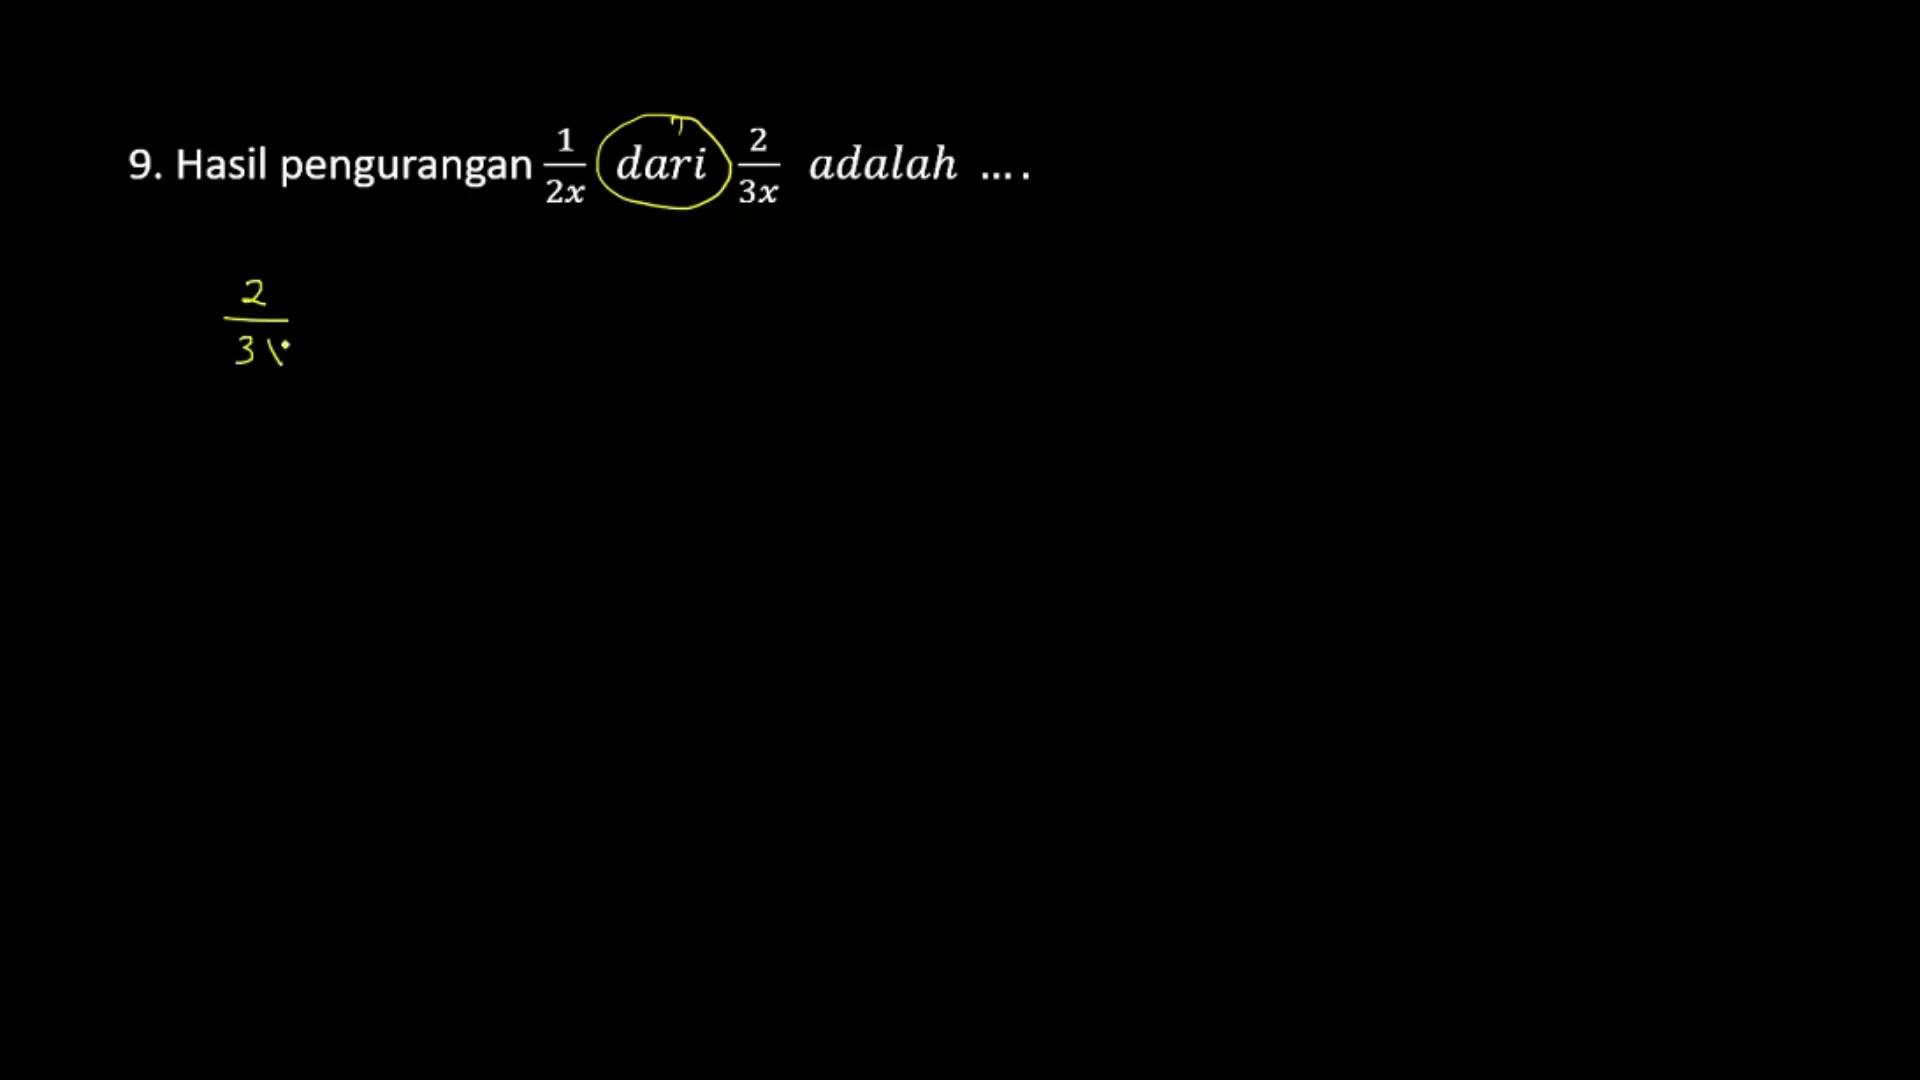 9. Hasil pengurangan 1/2x dari 2/3x adalah ....
2/3